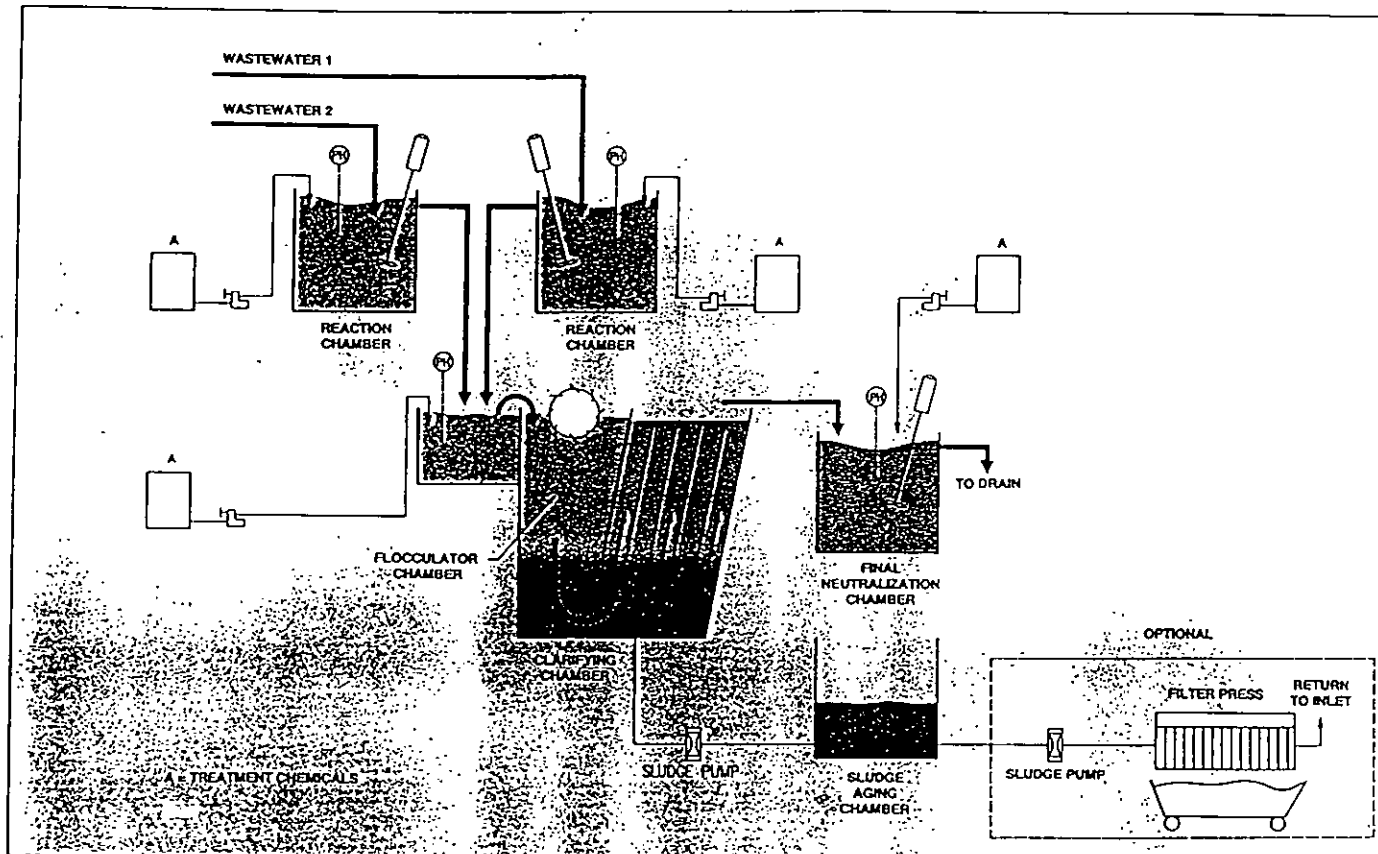 WASTEWATER 1
WASTEWATER 2
PH
PH
A
A
A
REACTION
CHAMBER
REACTION
CHAMBER
PH
PH
A
TO DRAIN
FLOCCULATOR
CHAMBER
FINAL
NEUTRALIZATION
CHAMBER
CLARIFYING
CHAMBER
OPTIONAL
FILTER PRESS
RETURN
TO INLET
SLUDGE PUMP
SLUDGE PUMP
SLUDGE
AGING
CHAMBER
A = TREATMENT CHEMICALS